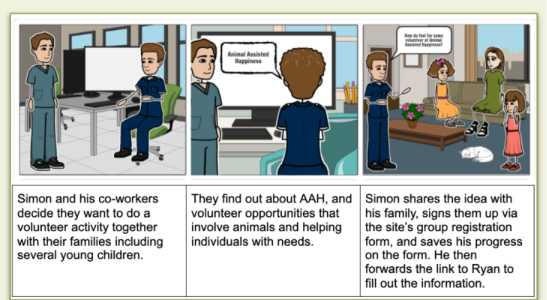 Animal Assisted
Happiness
How do feel for some
volunteer at Animal
Assisted Happiness?
Simon and his co-workers
decide they want to do a
volunteer activity together
with their families including
several young children.
They find out about AAH, and
volunteer opportunities that
involve animals and helping
individuals with needs.
Simon shares the idea with
his family, signs them up via
the site's group registration
form, and saves his progress
on the form. He then
forwards the link to Ryan to
fill out the information.